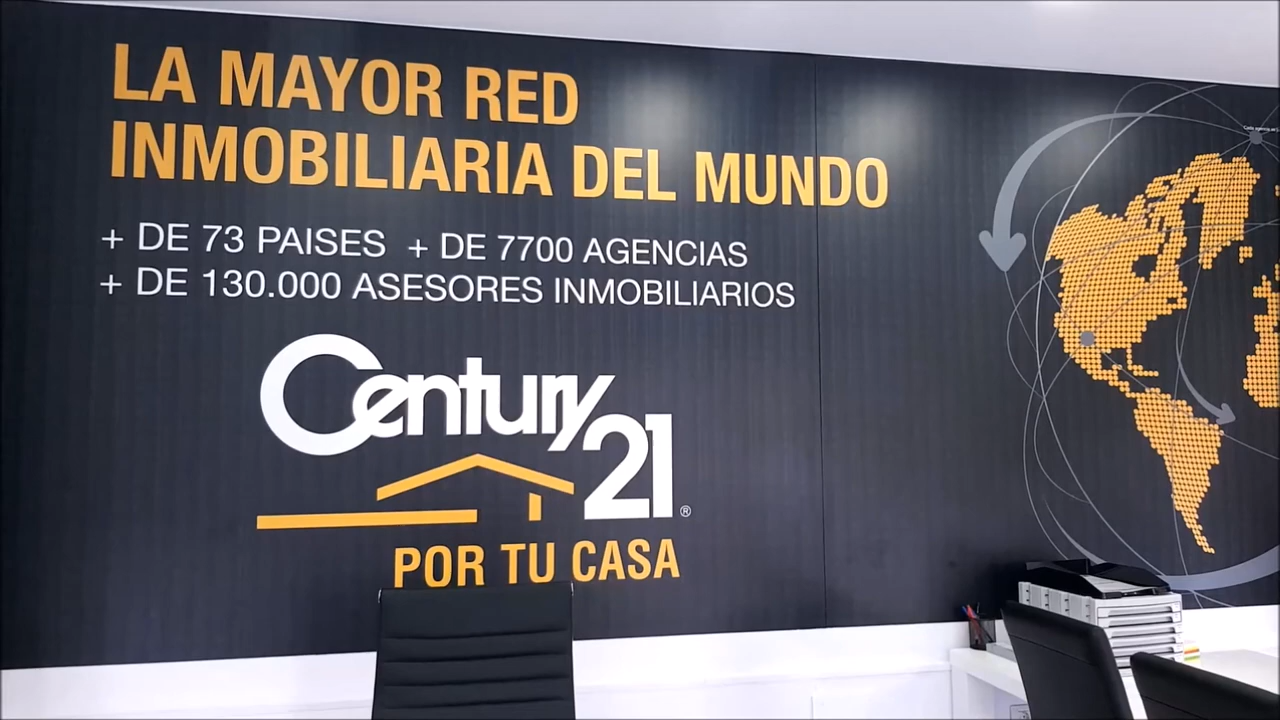 LA MAYOR RED
INMOBILIARIA DEL MUNDO
+ DE 73 PAISES + DE 7700 AGENCIAS
+ DE 130.000 ASESORES INMOBILIARIOS
Century
21®
POR TU CASA